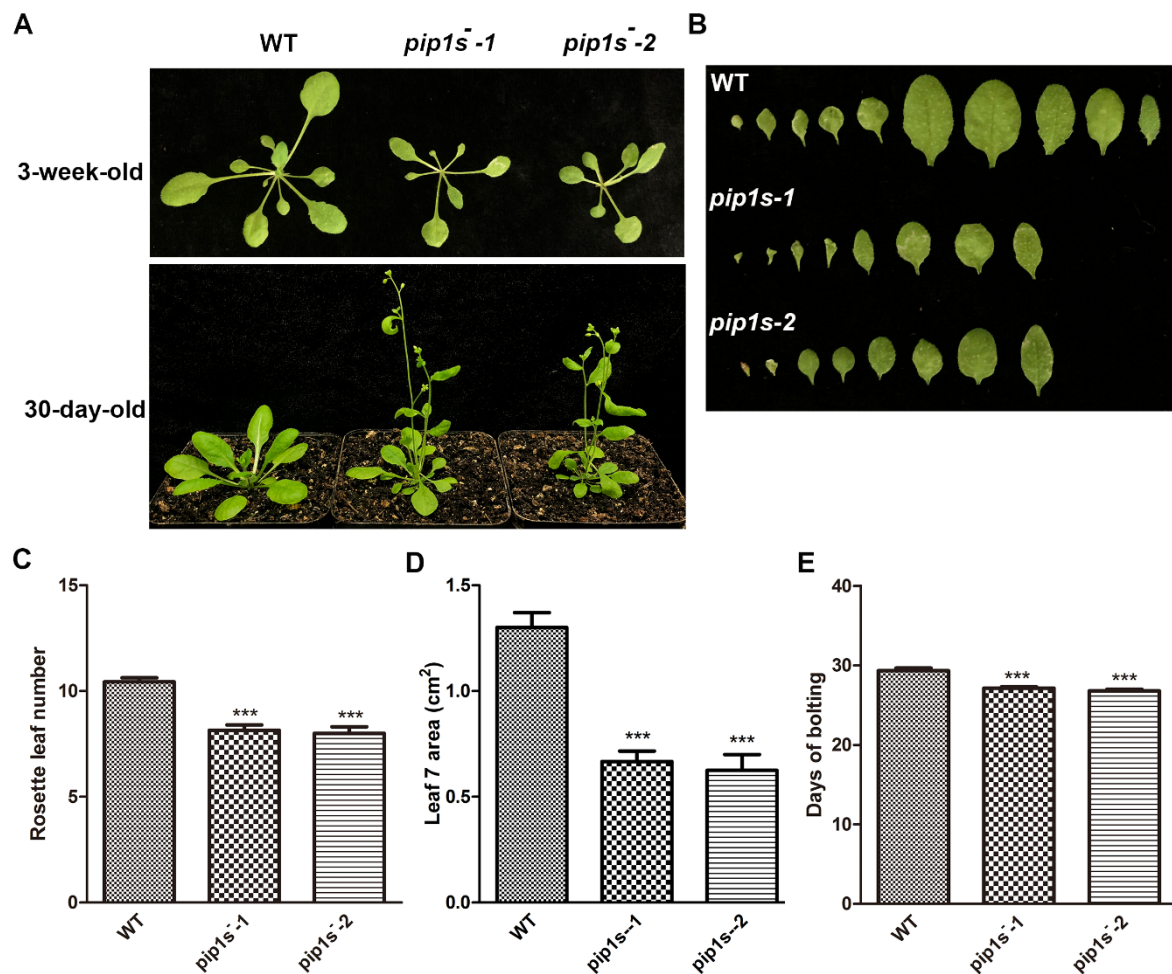 A
WT
pip1s⁻-1
pip1s⁻-2
3-week-old
30-day-old
B
WT
pip1s-1
pip1s-2
C
Rosette leaf number
15
10
5
0
***
***
WT
pip1s⁻-1
pip1s⁻-2
D
Leaf 7 area (cm²)
1.5
1.0
0.5
0.0
***
***
WT
pip1s--1
pip1s--2
E
Days of bolting
40
30
20
10
0
***
***
WT
pip1s⁻-1
pip1s⁻-2